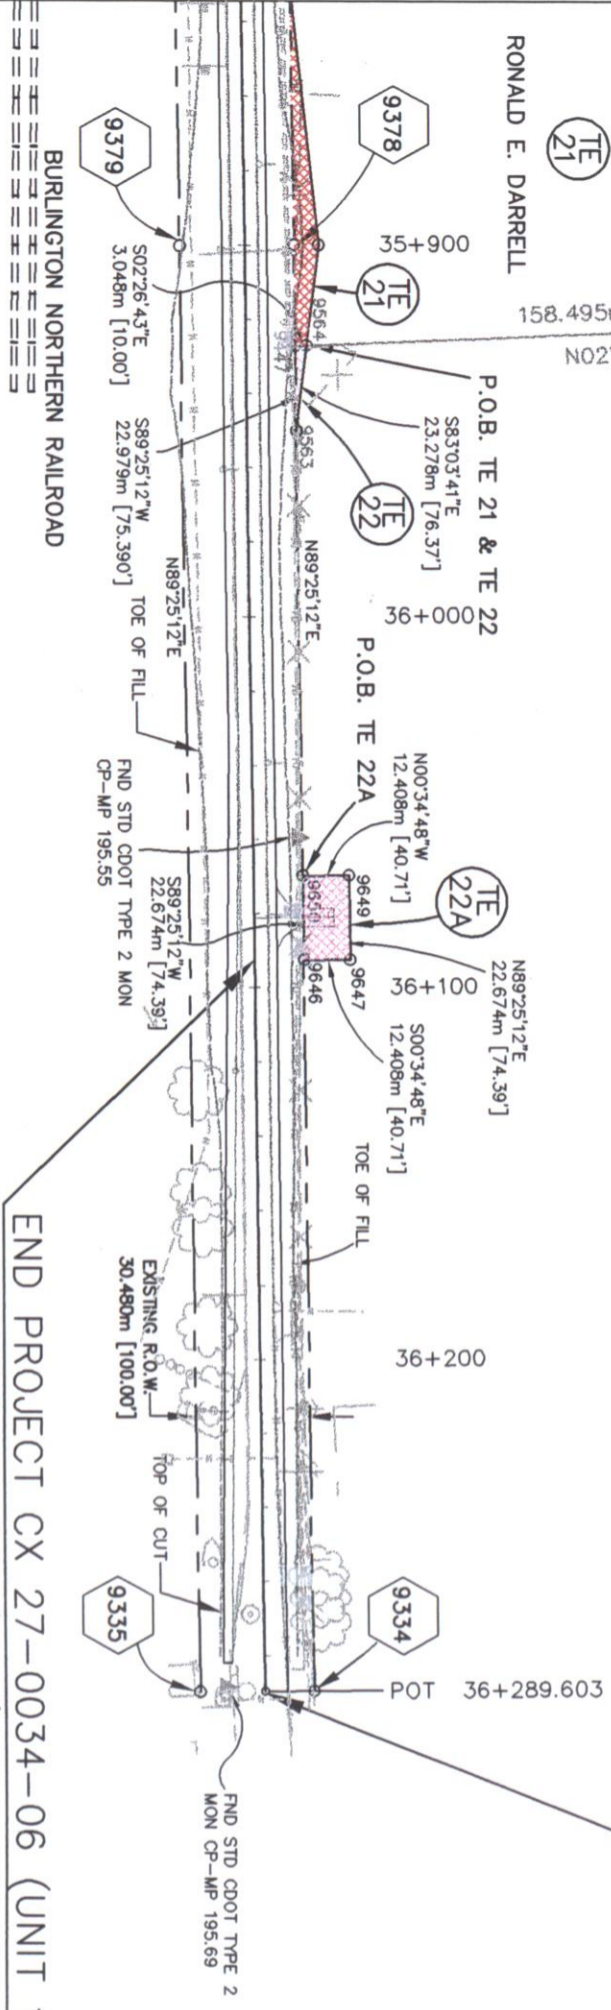 TE
21
RONALD E. DARRELL
9378
9379
35+900
TE
21
9564
158.495
N02
S02°26'43"E
3.048m [10.00']
P.O.B. TE 21 & TE 22
S83°03'41"E
23.278m [76.37']
TE
22
9563
S89°25'12"W
22.979m [75.390']
BURLINGTON NORTHERN RAILROAD
N89°25'12"E
N89°25'12"E
36+000
TOE OF FILL
P.O.B. TE 22A
N00°34'48"W
12.408m [40.71']
FND STD CDOT TYPE 2 MON
CP-MP 195.55
S89°25'12"W
22.674m [74.39']
9650
9649
TE
22A
9646
9647
N89°25'12"E
22.674m [74.39']
36+100
S00°34'48"E
12.408m [40.71']
TOE OF FILL
END PROJECT CX 27-0034-06 (UNIT
EXISTING R.O.W.
30.480m [100.00']
36+200
TOP OF CUT
9335
9334
POT 36+289.603
FND STD CDOT TYPE 2
MON CP-MP 195.69